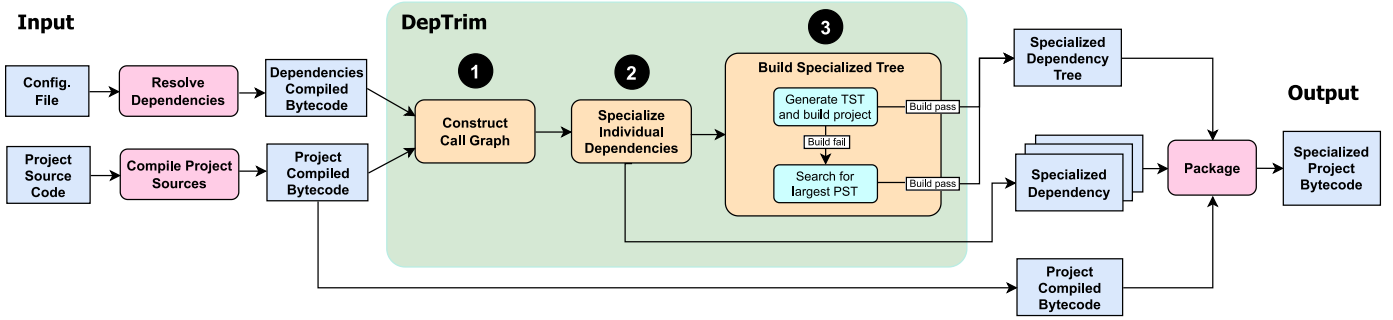 Input
DepTrim
Config.
File
Resolve
Dependencies
Dependencies
Compiled
Bytecode
Project
Source
Code
Compile Project
Sources
Project
Compiled
Bytecode
1
Construct
Call Graph
2
Specialize
Individual
Dependencies
3
Build Specialized Tree
Generate TST
and build project
Build pass
Build fail
Search for
largest PST
Build pass
Specialized
Dependency
Tree
Specialized
Dependency
Project
Compiled
Bytecode
Package
Output
Specialized
Project
Bytecode